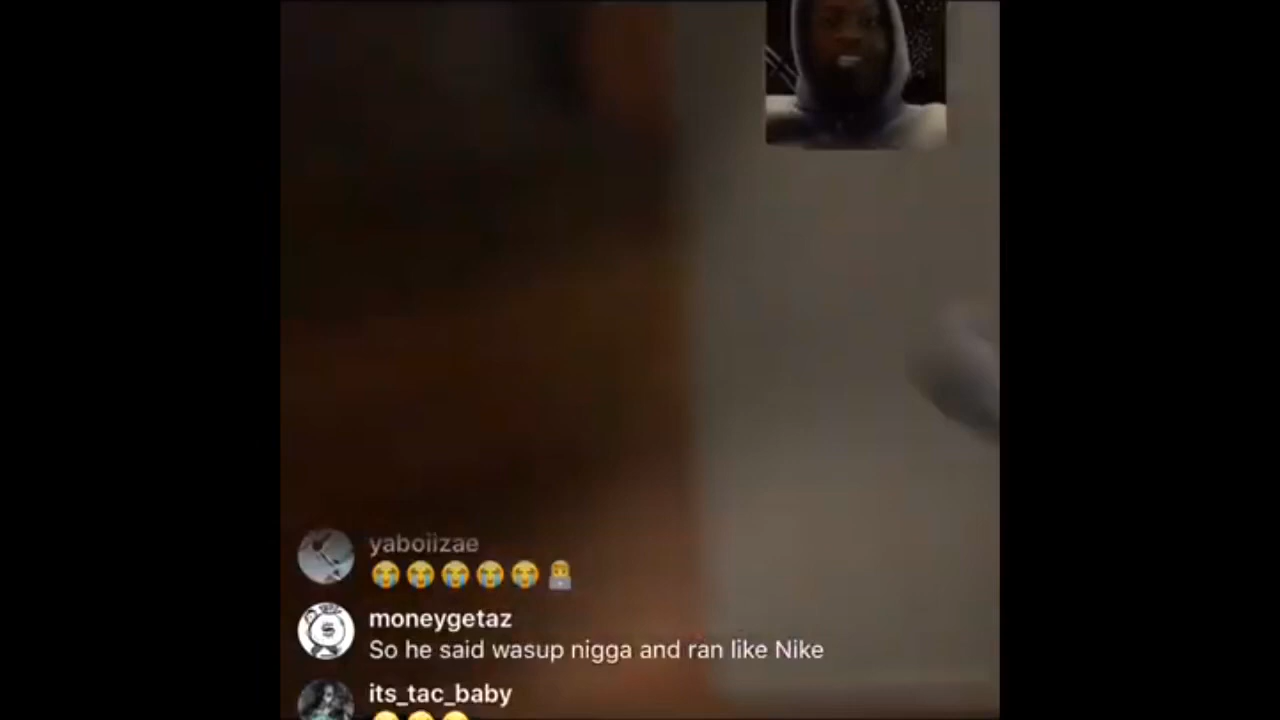 yaboiizae
😭😭😭😭😭👨‍💻
moneygetaz
So he said wasup nigga and ran like Nike
its_tac_baby